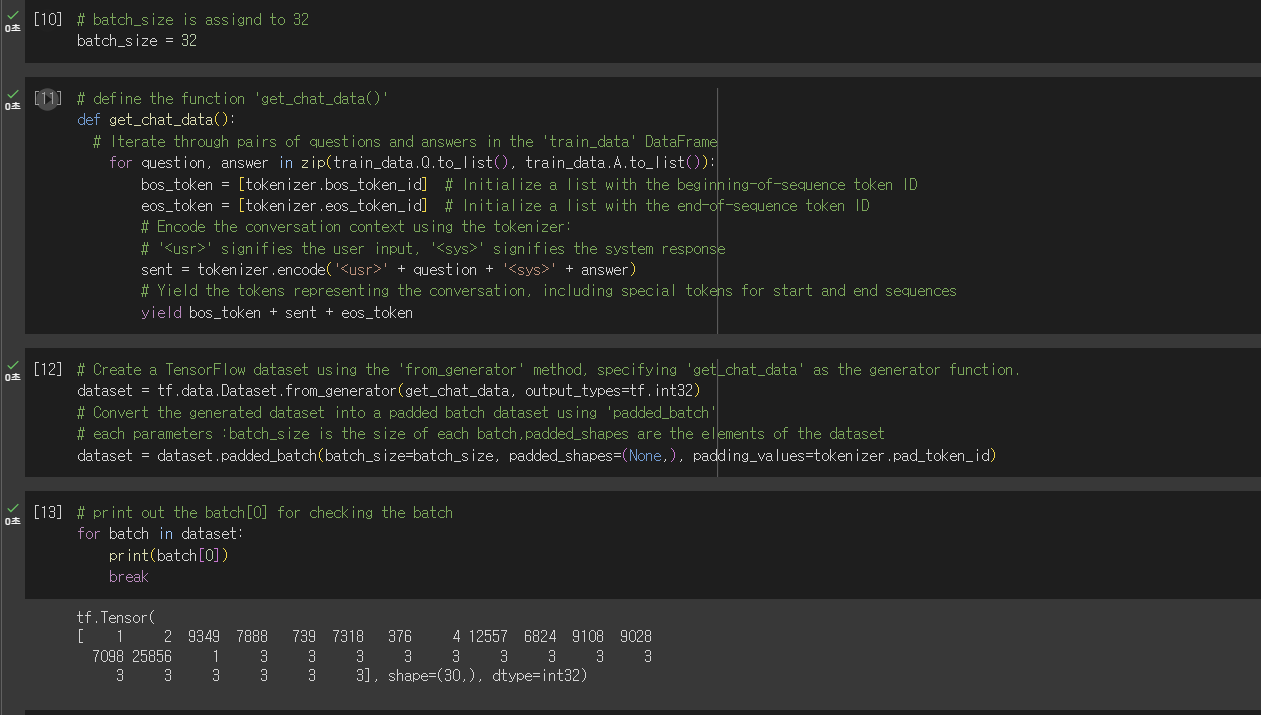 [10] # batch_size is assignd to 32
0초 batch_size = 32
[11] # define the function 'get_chat_data()'
0초 def get_chat_data():
# Iterate through pairs of questions and answers in the 'train_data' DataFrame
for question, answer in zip(train_data.Q.to_list(), train_data.A.to_list()):
bos_token = [tokenizer.bos_token_id] # Initialize a list with the beginning-of-sequence token ID
eos_token = [tokenizer.eos_token_id] # Initialize a list with the end-of-sequence token ID
# Encode the conversation context using the tokenizer:
# '<usr>' signifies the user input, '<sys>' signifies the system response
sent = tokenizer.encode('<usr>' + question + '<sys>' + answer)
# Yield the tokens representing the conversation, including special tokens for start and end sequences
yield bos_token + sent + eos_token
[12] # Create a TensorFlow dataset using the 'from_generator' method, specifying 'get_chat_data' as the generator function.
0초 dataset = tf.data.Dataset.from_generator(get_chat_data, output_types=tf.int32)
# Convert the generated dataset into a padded batch dataset using 'padded_batch'
# each parameters :batch_size is the size of each batch,padded_shapes are the elements of the dataset
dataset = dataset.padded_batch(batch_size=batch_size, padded_shapes=(None,), padding_values=tokenizer.pad_token_id)
[13] # print out the batch[0] for checking the batch
0초 for batch in dataset:
print(batch[0])
break
tf.Tensor(
[ 1 2 9349 7888 739 7318 376 4 12557 6824 9108 9028
7098 25856 1 3 3 3 3 3 3 3 3 3
3 3 3 3 3 3], shape=(30,), dtype=int32)